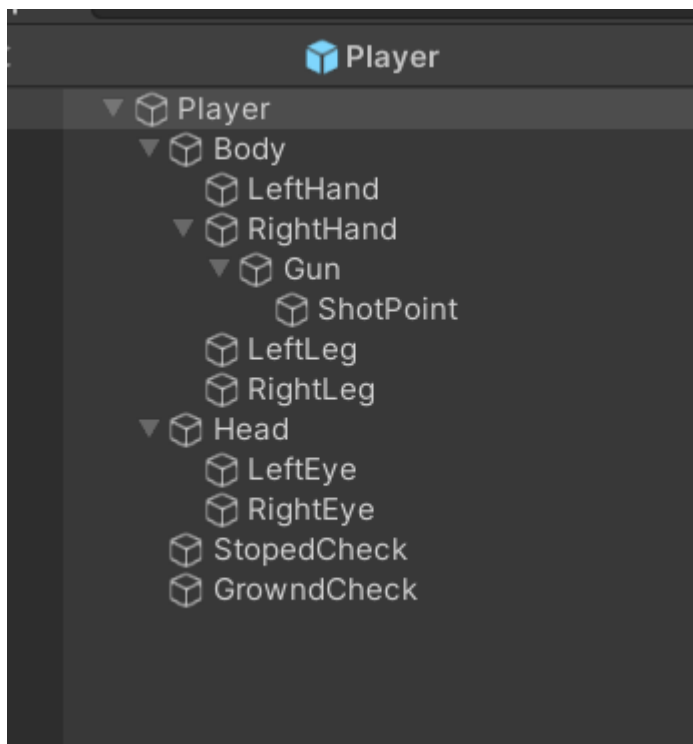 Player
Player
Body
LeftHand
RightHand
Gun
ShotPoint
LeftLeg
RightLeg
Head
LeftEye
RightEye
StopedCheck
GrowndCheck